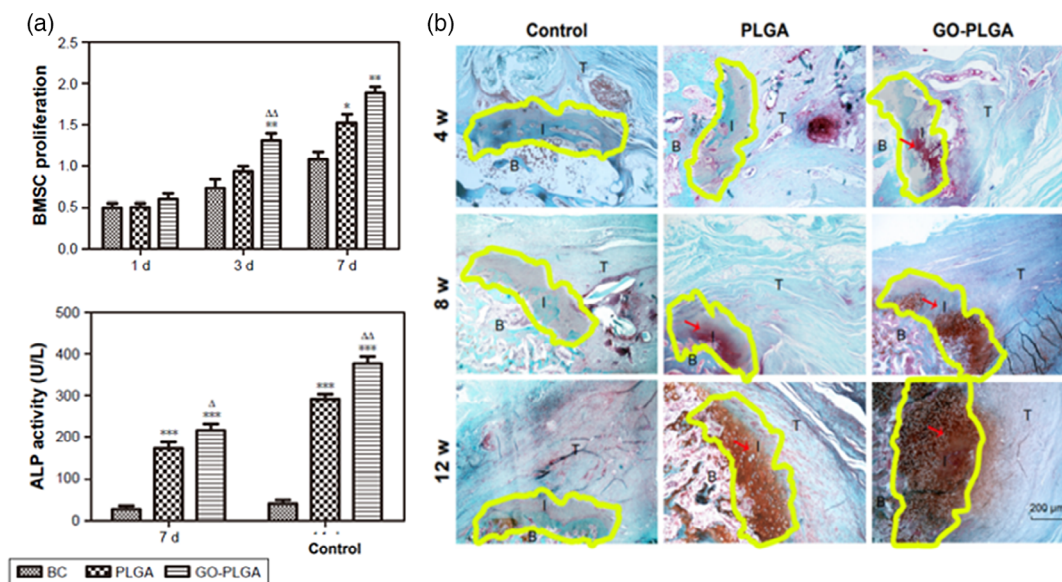 (a)
2.5
2.0
1.5
1.0
0.5
0.0
BMSC proliferation
ΔΔ
**
*
**
1 d
3 d
7 d
500
400
300
200
100
0
ALP activity (U/L)
***
Δ
***
***
ΔΔ
***
7 d
Control
BC
PLGA
GO-PLGA
(b)
Control
PLGA
GO-PLGA
4 w
T
I
B
I
T
B
T
I
B
8 w
T
I
B
T
I
B
T
I
B
12 w
T
I
B
T
I
B
T
I
B
200 μm